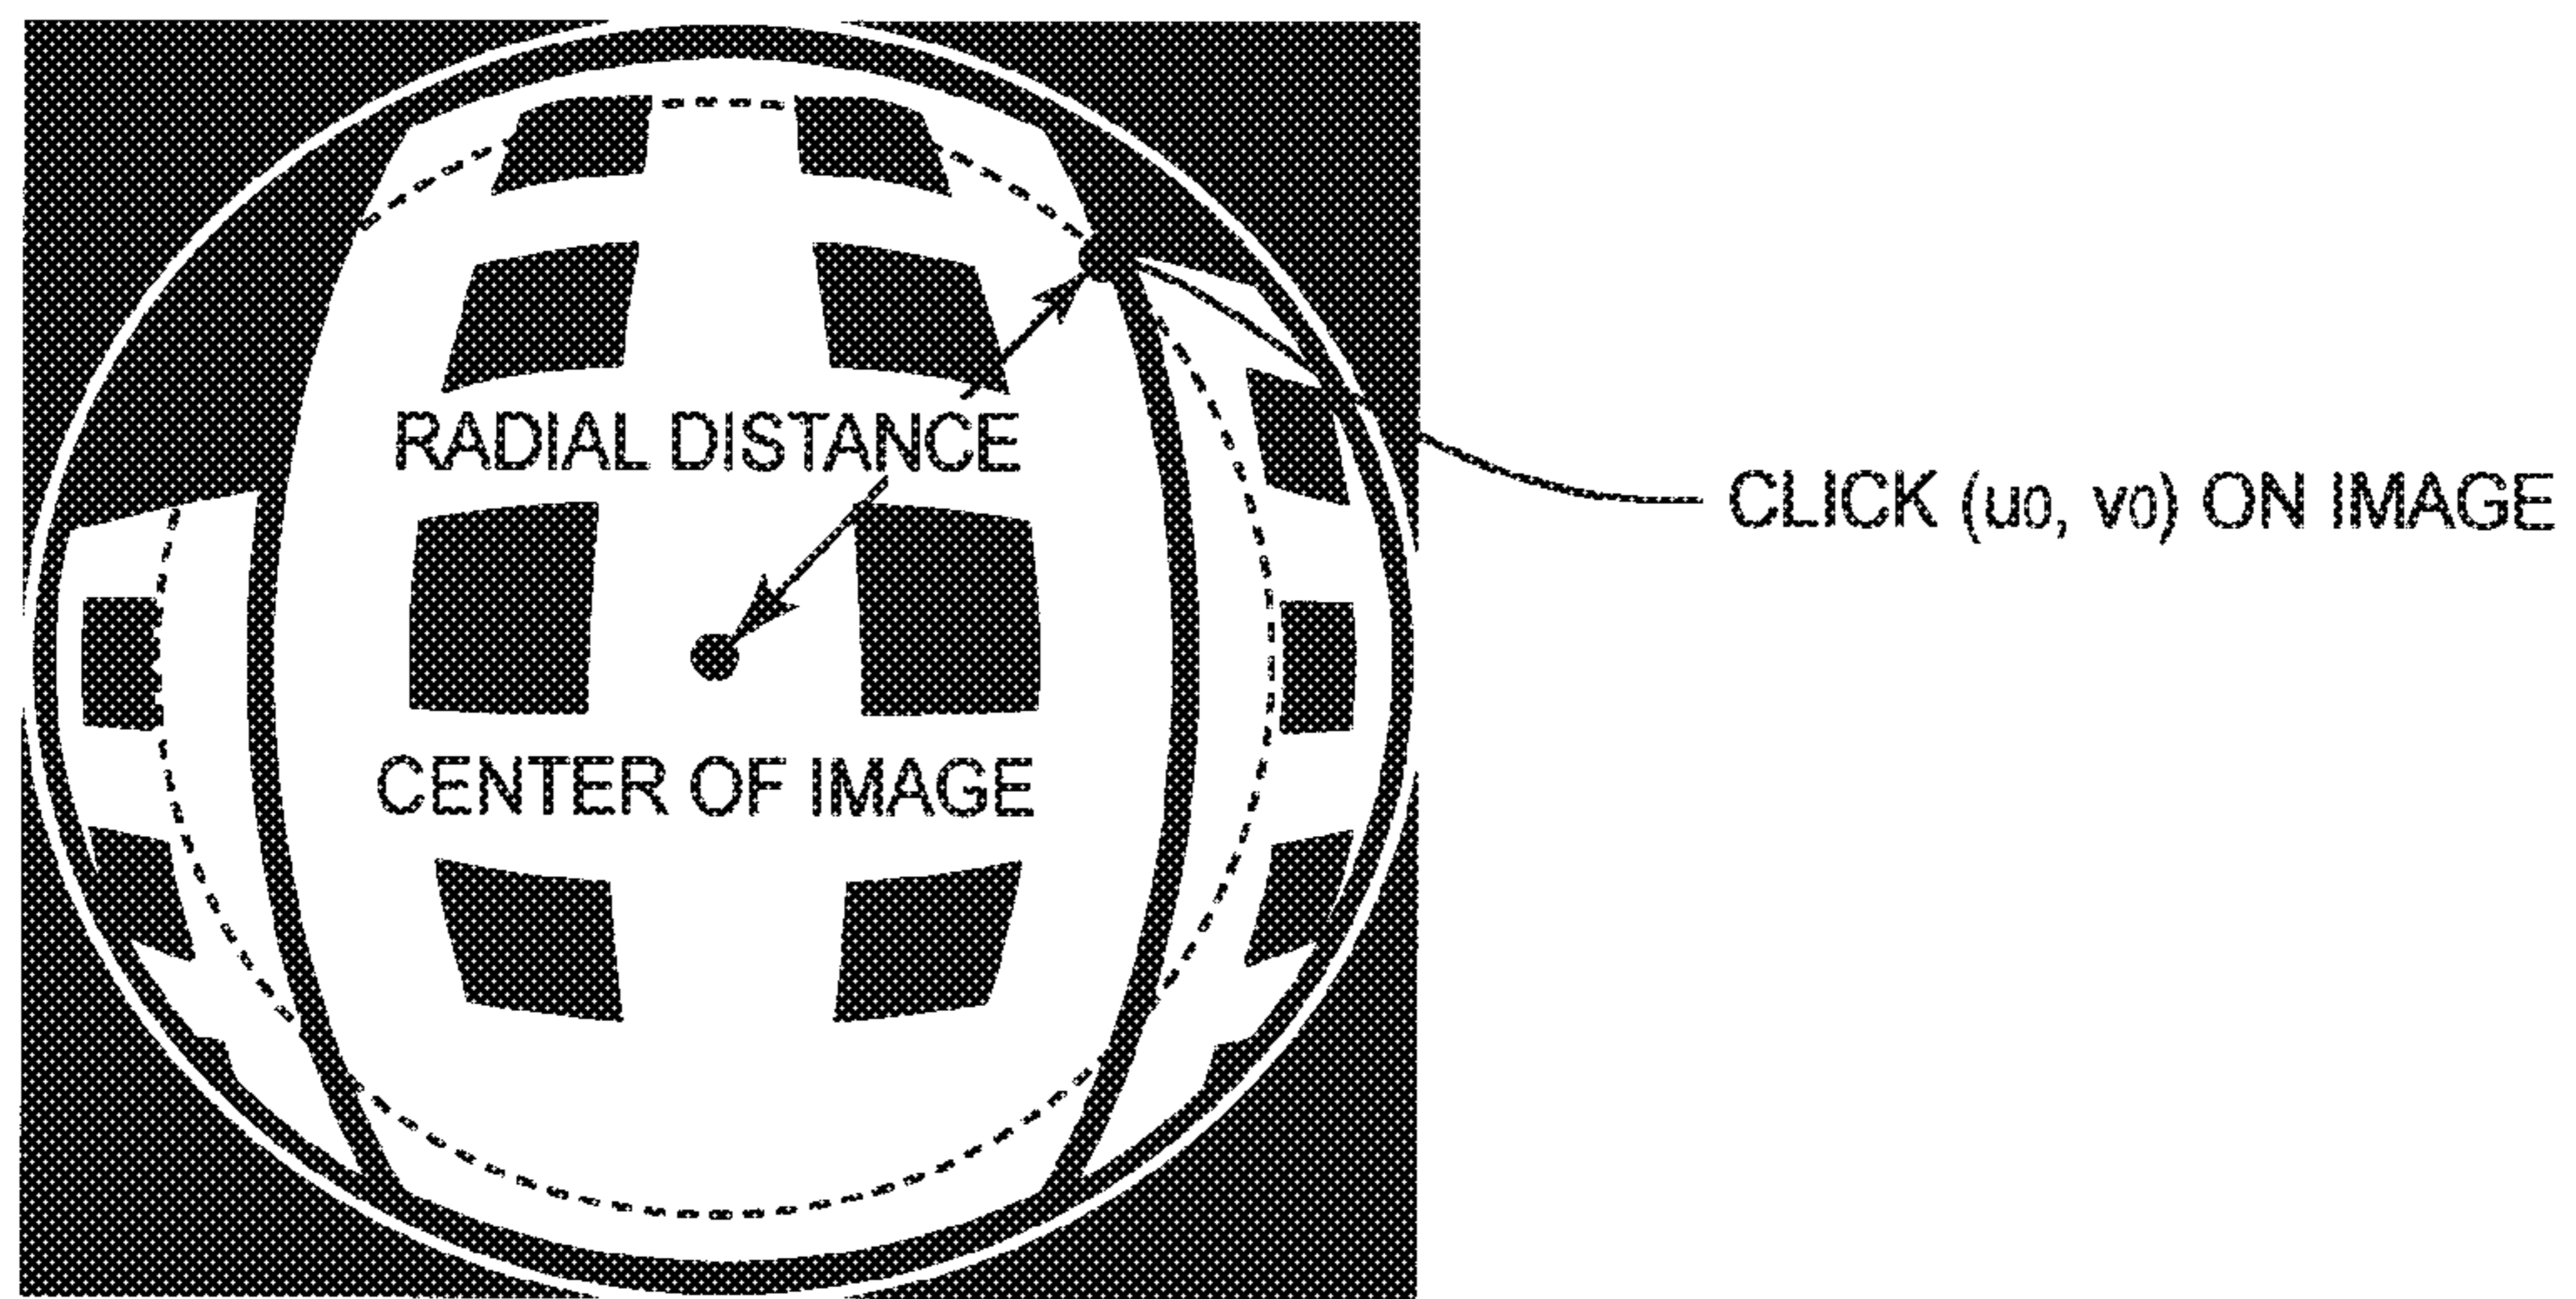 RADIAL DISTANCE
CLICK (u0, v0) ON IMAGE
CENTER OF IMAGE